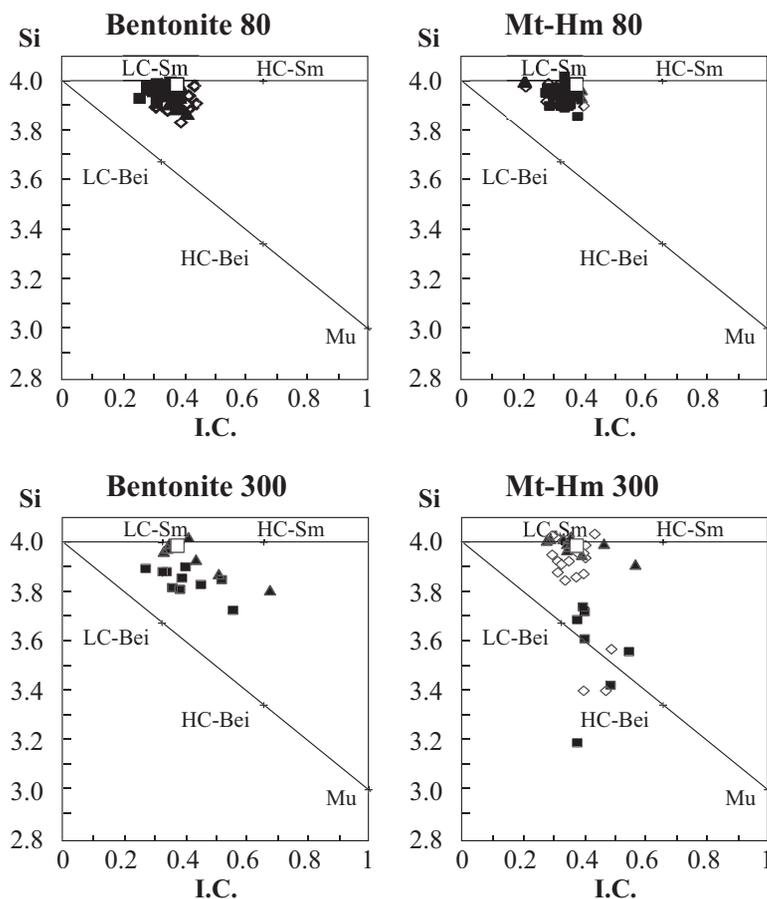 Bentonite 80
Si
LC-Sm
HC-Sm
4.0
3.8
3.6
LC-Bei
3.4
HC-Bei
3.2
3.0
Mu
2.8
0 0.2 0.4 0.6 0.8 1
I.C.
Mt-Hm 80
Si
LC-Sm
HC-Sm
4.0
3.8
3.6
LC-Bei
3.4
HC-Bei
3.2
3.0
Mu
2.8
0 0.2 0.4 0.6 0.8 1
I.C.
Bentonite 300
Si
LC-Sm
HC-Sm
4.0
3.8
3.6
LC-Bei
3.4
HC-Bei
3.2
3.0
Mu
2.8
0 0.2 0.4 0.6 0.8 1
I.C.
Mt-Hm 300
Si
LC-Sm
HC-Sm
4.0
3.8
3.6
LC-Bei
3.4
HC-Bei
3.2
3.0
Mu
2.8
0 0.2 0.4 0.6 0.8 1
I.C.